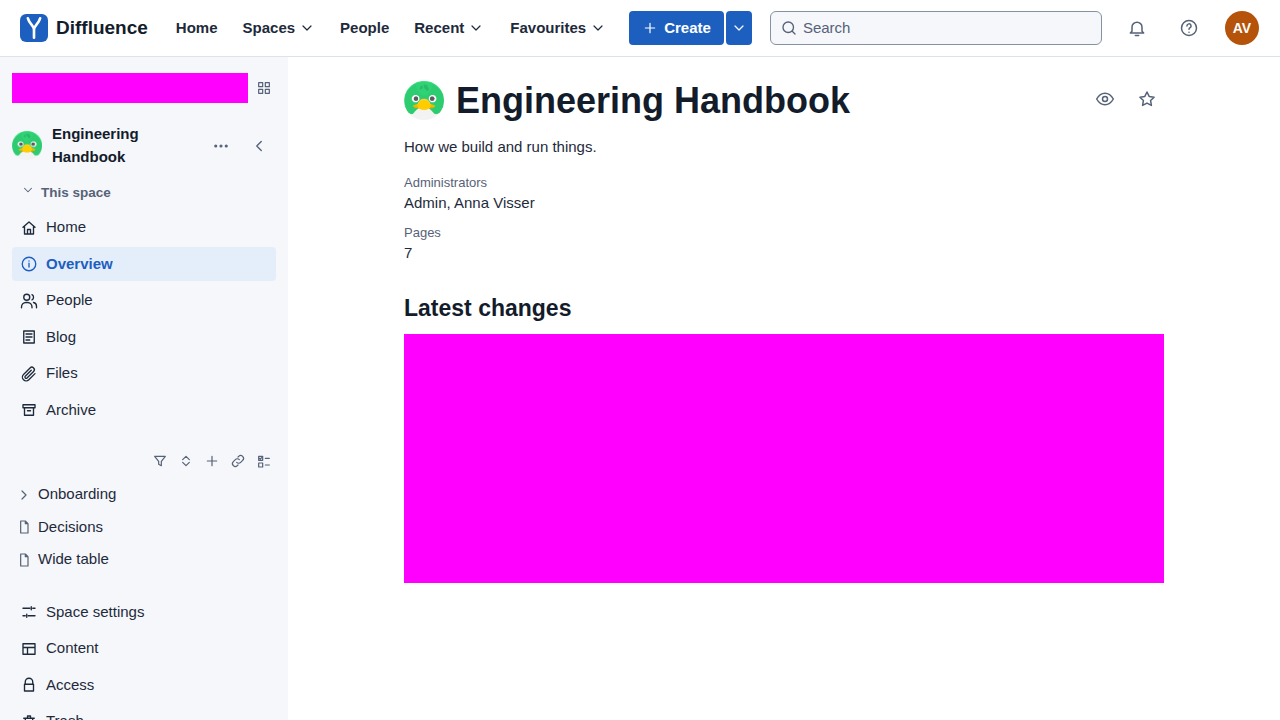 Diffluence
Home
Spaces
People
Recent
Favourites
Create
Search
AV
Engineering
Handbook
This space
Home
Overview
People
Blog
Files
Archive
Onboarding
Decisions
Wide table
Space settings
Content
Access
Trash
Engineering Handbook
How we build and run things.
Administrators
Admin, Anna Visser
Pages
7
Latest changes